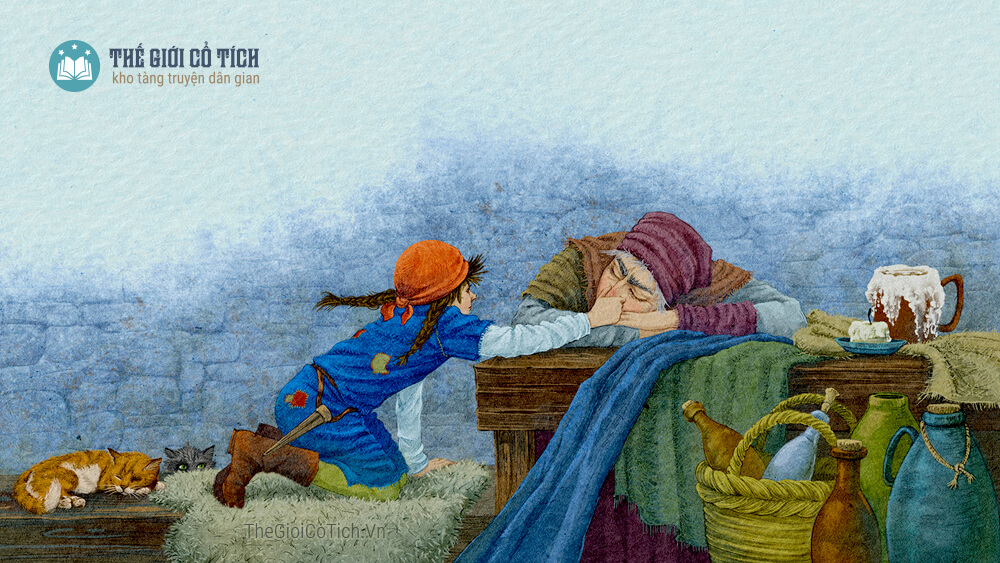 THẾ GIỚI CỔ TÍCH
kho tàng truyện dân gian
TheGioiCoTich.Vn